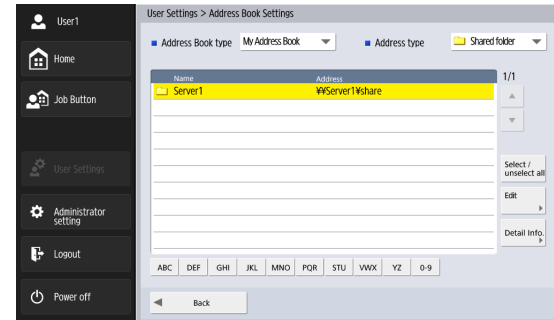 User1
Home
Job Button
User Settings
Administrator
setting
Logout
Power off
User Settings > Address Book Settings
Address Book type
My Address Book
Address type
Shared folder
Name
Address
1/1
Server1
¥¥Server1¥share
Select /
unselect all
Edit
Detail Info.
ABC
DEF
GHI
JKL
MNO
PQR
STU
VWX
YZ
0-9
Back